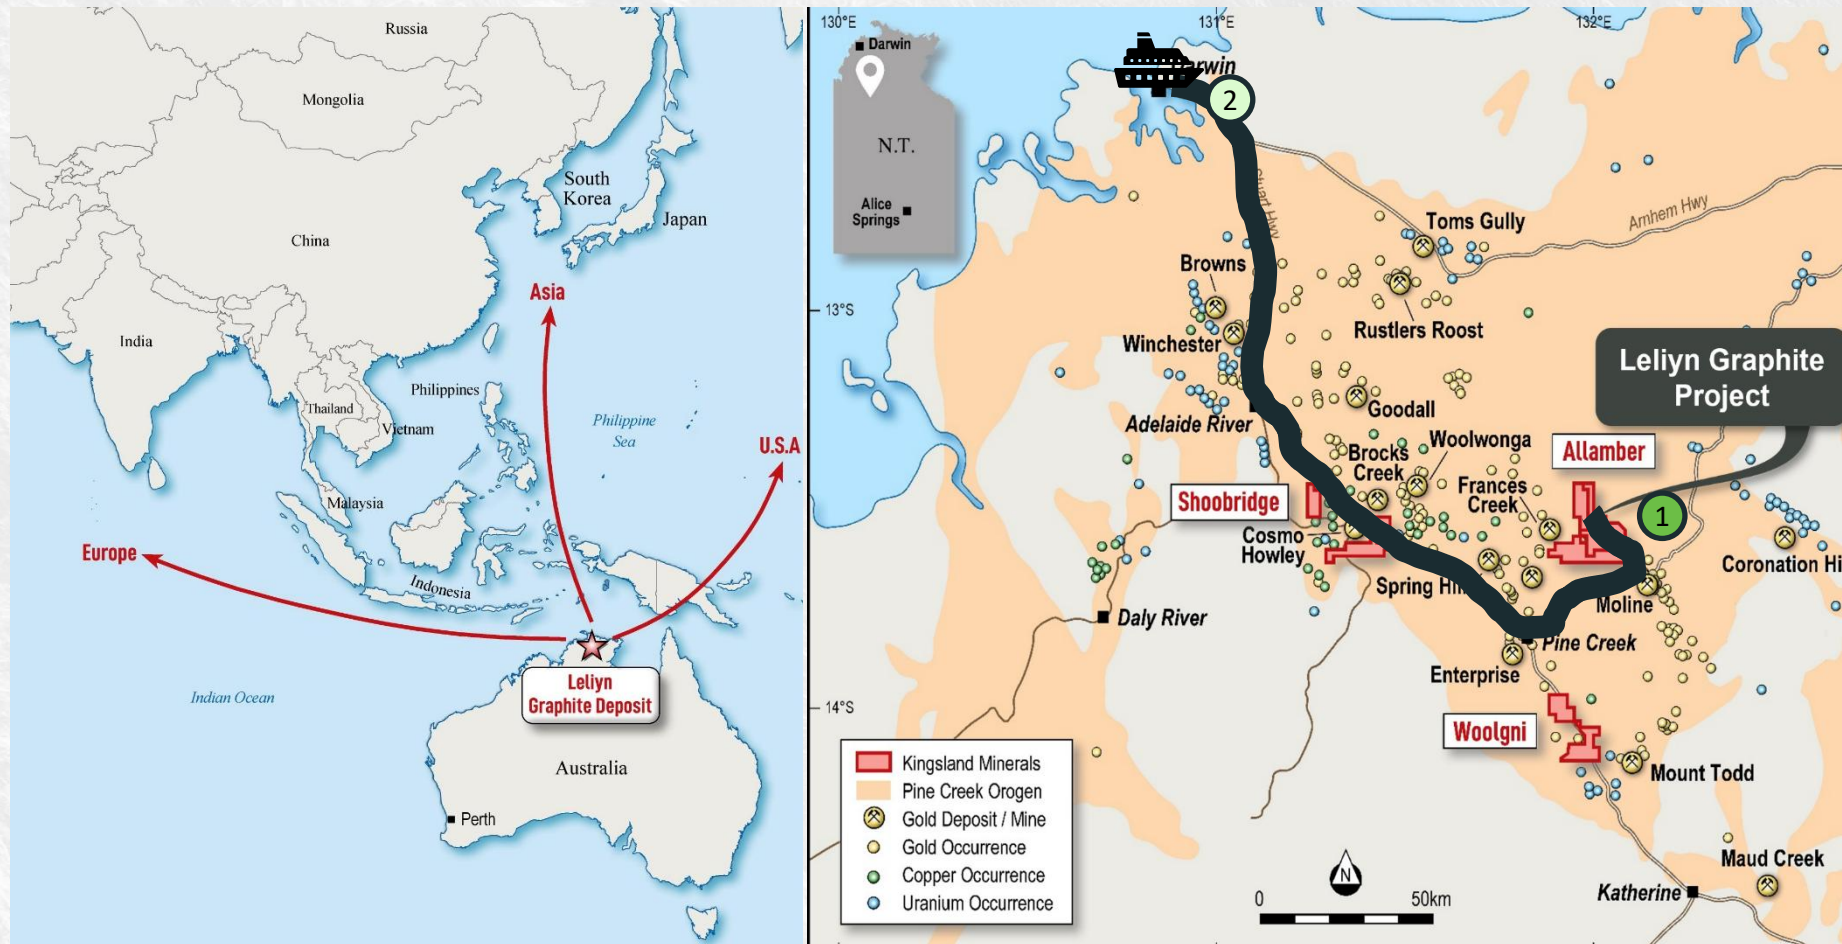 Russia
Mongolia
South
Korea
Japan
China
India
Asia
Philippines
Thailand
Vietnam
Philippine
Sea
U.S.A
Malaysia
Europe
Indonesia
Leliyn
Graphite Deposit
Indian Ocean
Australia
Perth
130°E
131°E
132°E
Darwin
N.T.
Alice
Springs
2
Stuart Hwy
Arnhem Hwy
Toms Gully
Browns
13°S
Rustlers Roost
Winchester
Leliyn Graphite
Project
Goodall
Adelaide River
Woolwonga
Brocks
Creek
Allamber
Frances
Creek
Shoobridge
1
Cosmo
Howley
Coronation Hi
Spring Hi
Moline
Daly River
Pine Creek
Enterprise
14°S
Woolgni
Mount Todd
Kingsland Minerals
Pine Creek Orogen
Gold Deposit / Mine
Gold Occurrence
Copper Occurrence
Uranium Occurrence
N
0 50km
Maud Creek
Katherine